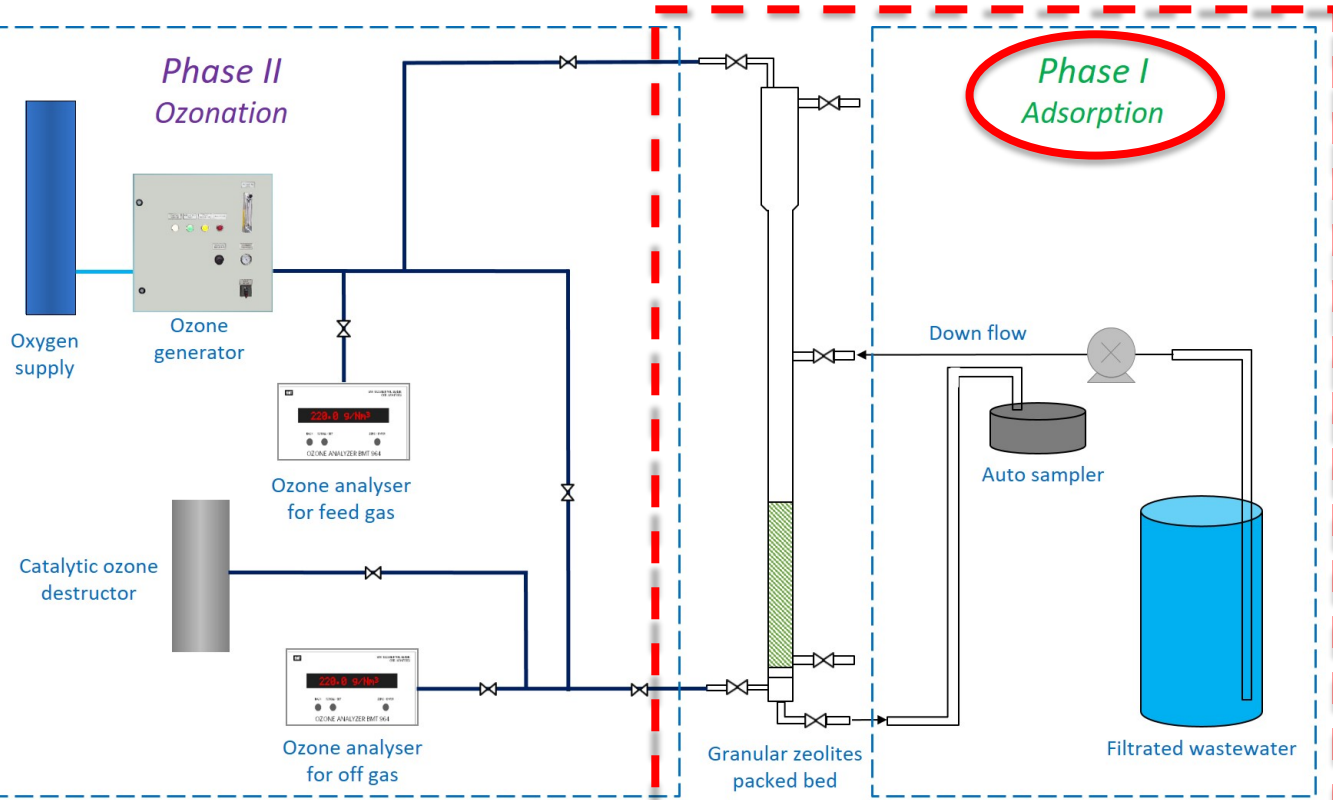 Phase II
Ozonation
Phase I
Adsorption
Oxygen
supply
Ozone
generator
Down flow
220.0 g/Nm³
OZONE ANALYZER BMT 964
Ozone analyser
for feed gas
Auto sampler
Catalytic ozone
destructor
220.0 g/Nm³
OZONE ANALYZER BMT 964
Ozone analyser
for off gas
Granular zeolites
packed bed
Filtrated wastewater